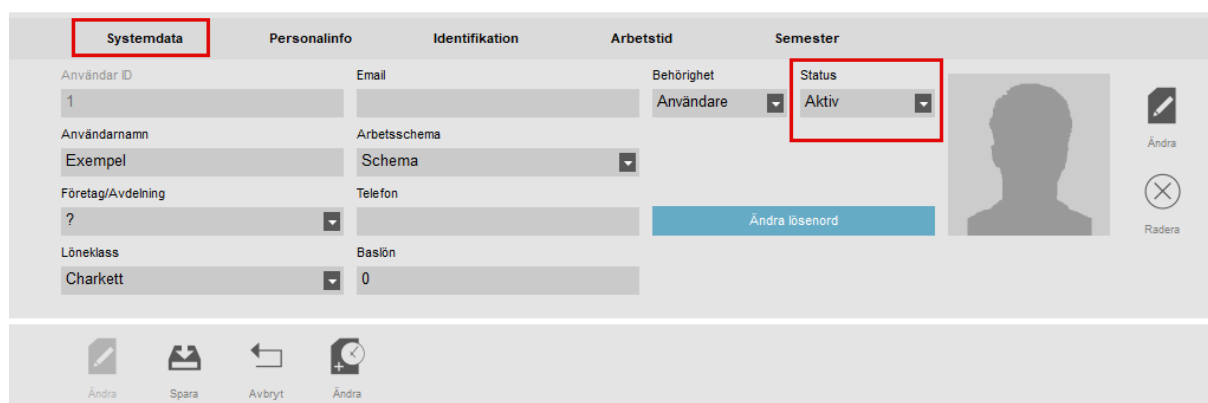 Systemdata Personalinfo Identifikation Arbetstid Semester
Användar ID Email Behörighet Status
1 Användare Aktiv
Användarnamn Arbetsschema
Exempel Schema
Ändra
Företag/Avdelning Telefon
? Ändra lösenord
Radera
Löneklass Baslön
Charkett 0
Ändra Spara Avbryt Ändra